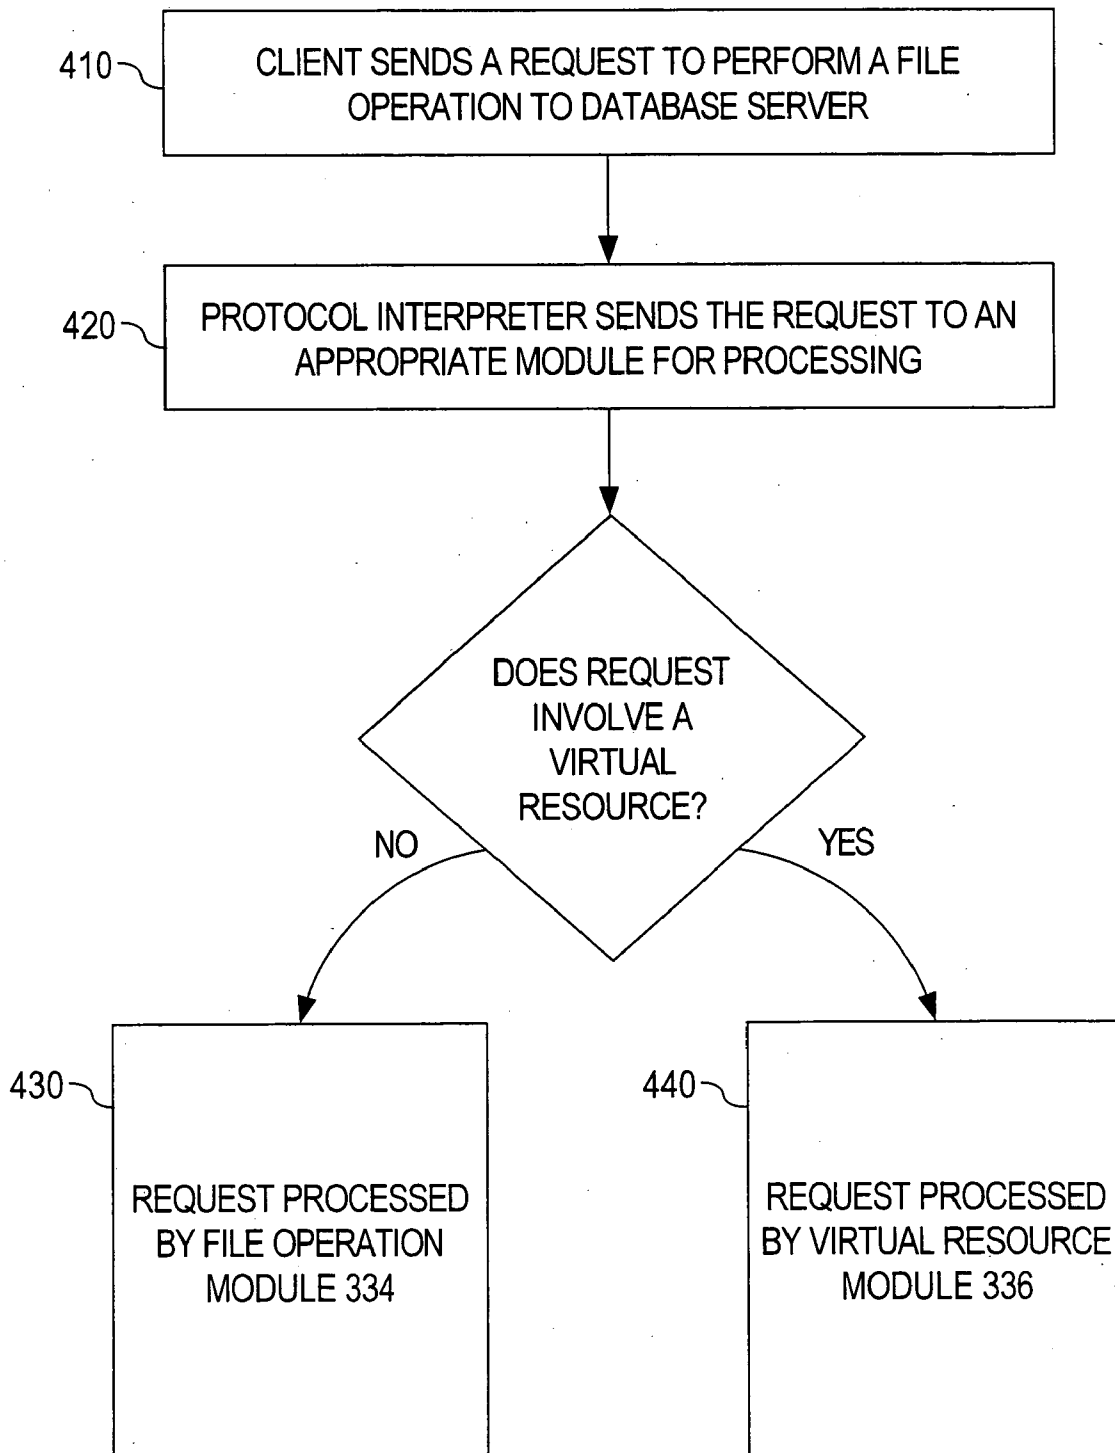 410
CLIENT SENDS A REQUEST TO PERFORM A FILE
OPERATION TO DATABASE SERVER
420
PROTOCOL INTERPRETER SENDS THE REQUEST TO AN
APPROPRIATE MODULE FOR PROCESSING
DOES REQUEST
INVOLVE A
VIRTUAL
RESOURCE?
NO
YES
430
REQUEST PROCESSED
BY FILE OPERATION
MODULE 334
440
REQUEST PROCESSED
BY VIRTUAL RESOURCE
MODULE 336